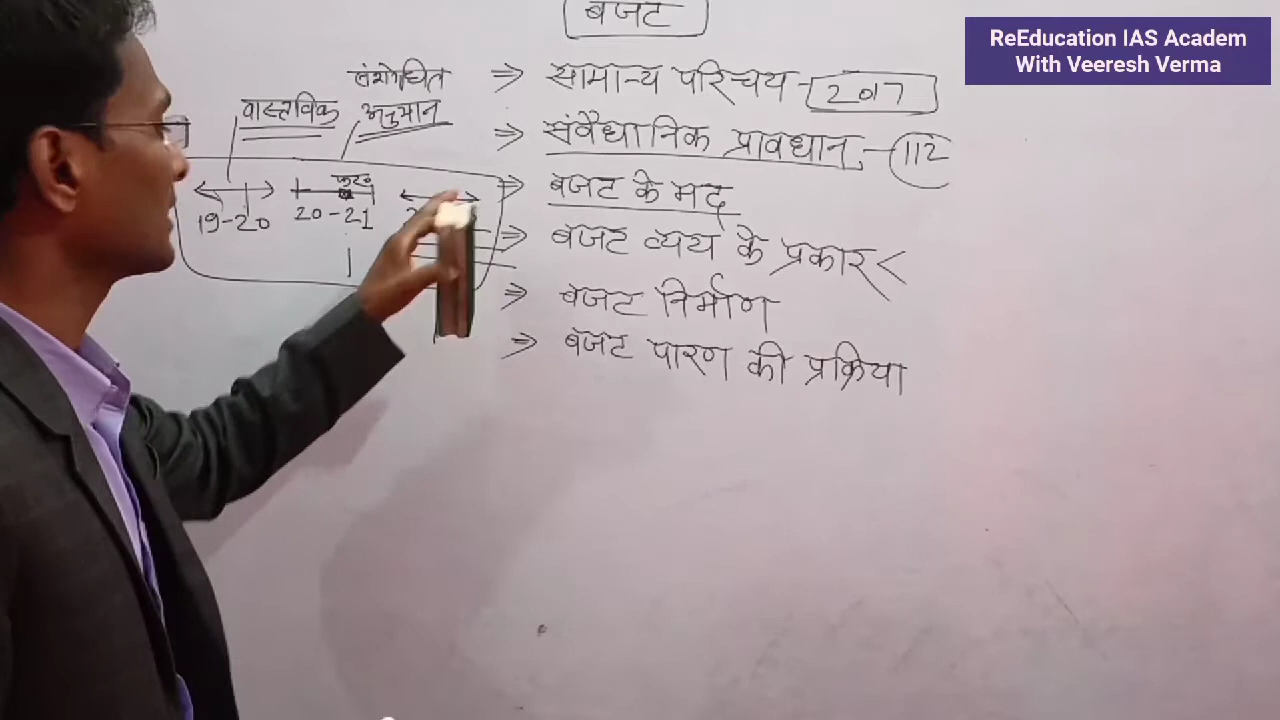 बजट
ReEducation IAS Academ
With Veeresh Verma
⇒ सामान्य परिचय - 2017
⇒ संवैधानिक प्रावधान - 112
⇒ बजट के मद
⇒ बजट व्यय के प्रकार <
⇒ बजट निर्माण
⇒ बजट पारण की प्रक्रिया
संशोधित
वास्तविक अनुमान
19-20 20-21